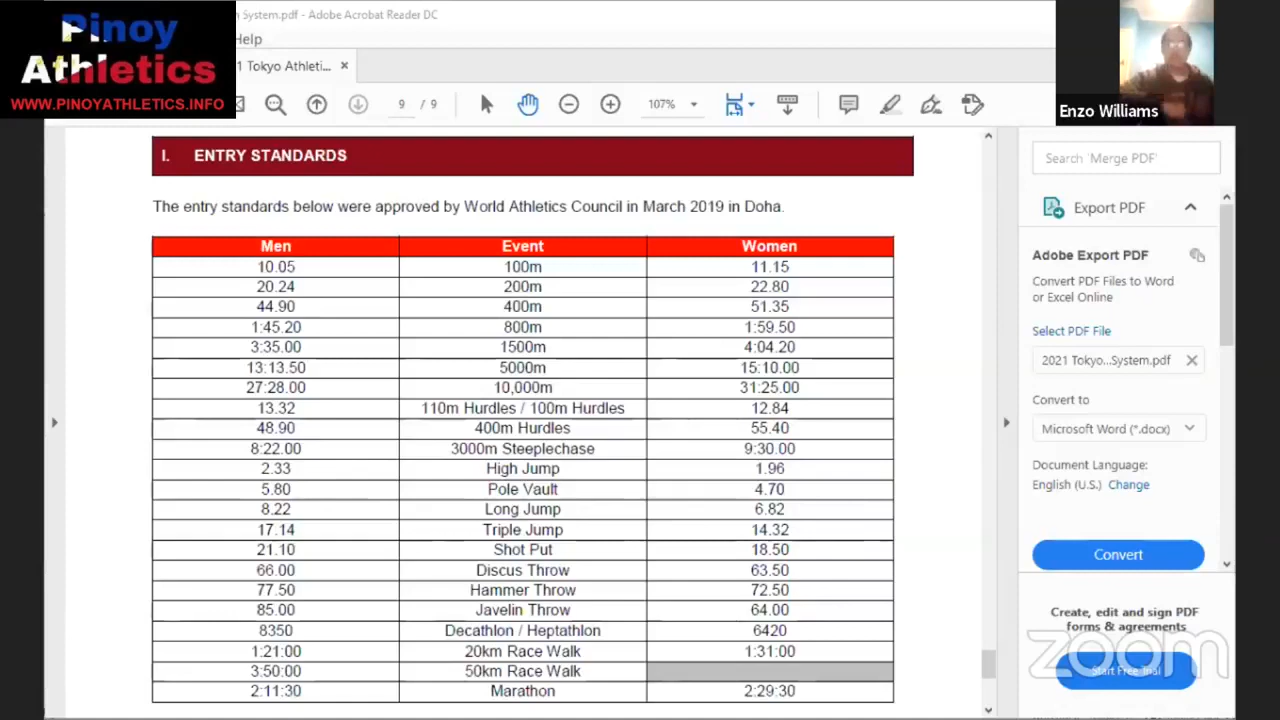 Pinoy
Athletics
WWW.PINOYATHLETICS.INFO
System.pdf - Adobe Acrobat Reader DC
Help
1 Tokyo Athleti... ×
9 / 9
107%
Enzo Williams
I. ENTRY STANDARDS
The entry standards below were approved by World Athletics Council in March 2019 in Doha.
Men Event Women
10.05 100m 11.15
20.24 200m 22.80
44.90 400m 51.35
1:45.20 800m 1:59.50
3:35.00 1500m 4:04.20
13:13.50 5000m 15:10.00
27:28.00 10,000m 31:25.00
13.32 110m Hurdles / 100m Hurdles 12.84
48.90 400m Hurdles 55.40
8:22.00 3000m Steeplechase 9:30.00
2.33 High Jump 1.96
5.80 Pole Vault 4.70
8.22 Long Jump 6.82
17.14 Triple Jump 14.32
21.10 Shot Put 18.50
66.00 Discus Throw 63.50
77.50 Hammer Throw 72.50
85.00 Javelin Throw 64.00
8350 Decathlon / Heptathlon 6420
1:21:00 20km Race Walk 1:31:00
3:50:00 50km Race Walk
2:11:30 Marathon 2:29:30
Search 'Merge PDF'
Export PDF
Adobe Export PDF
Convert PDF Files to Word
or Excel Online
Select PDF File
2021 Tokyo...System.pdf ×
Convert to
Microsoft Word (*.docx)
Document Language:
English (U.S.) Change
Convert
Create, edit and sign PDF
forms & agreements
Start Free Trial
zoom